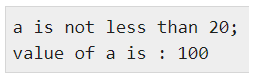 a is not less than 20;
value of a is : 100